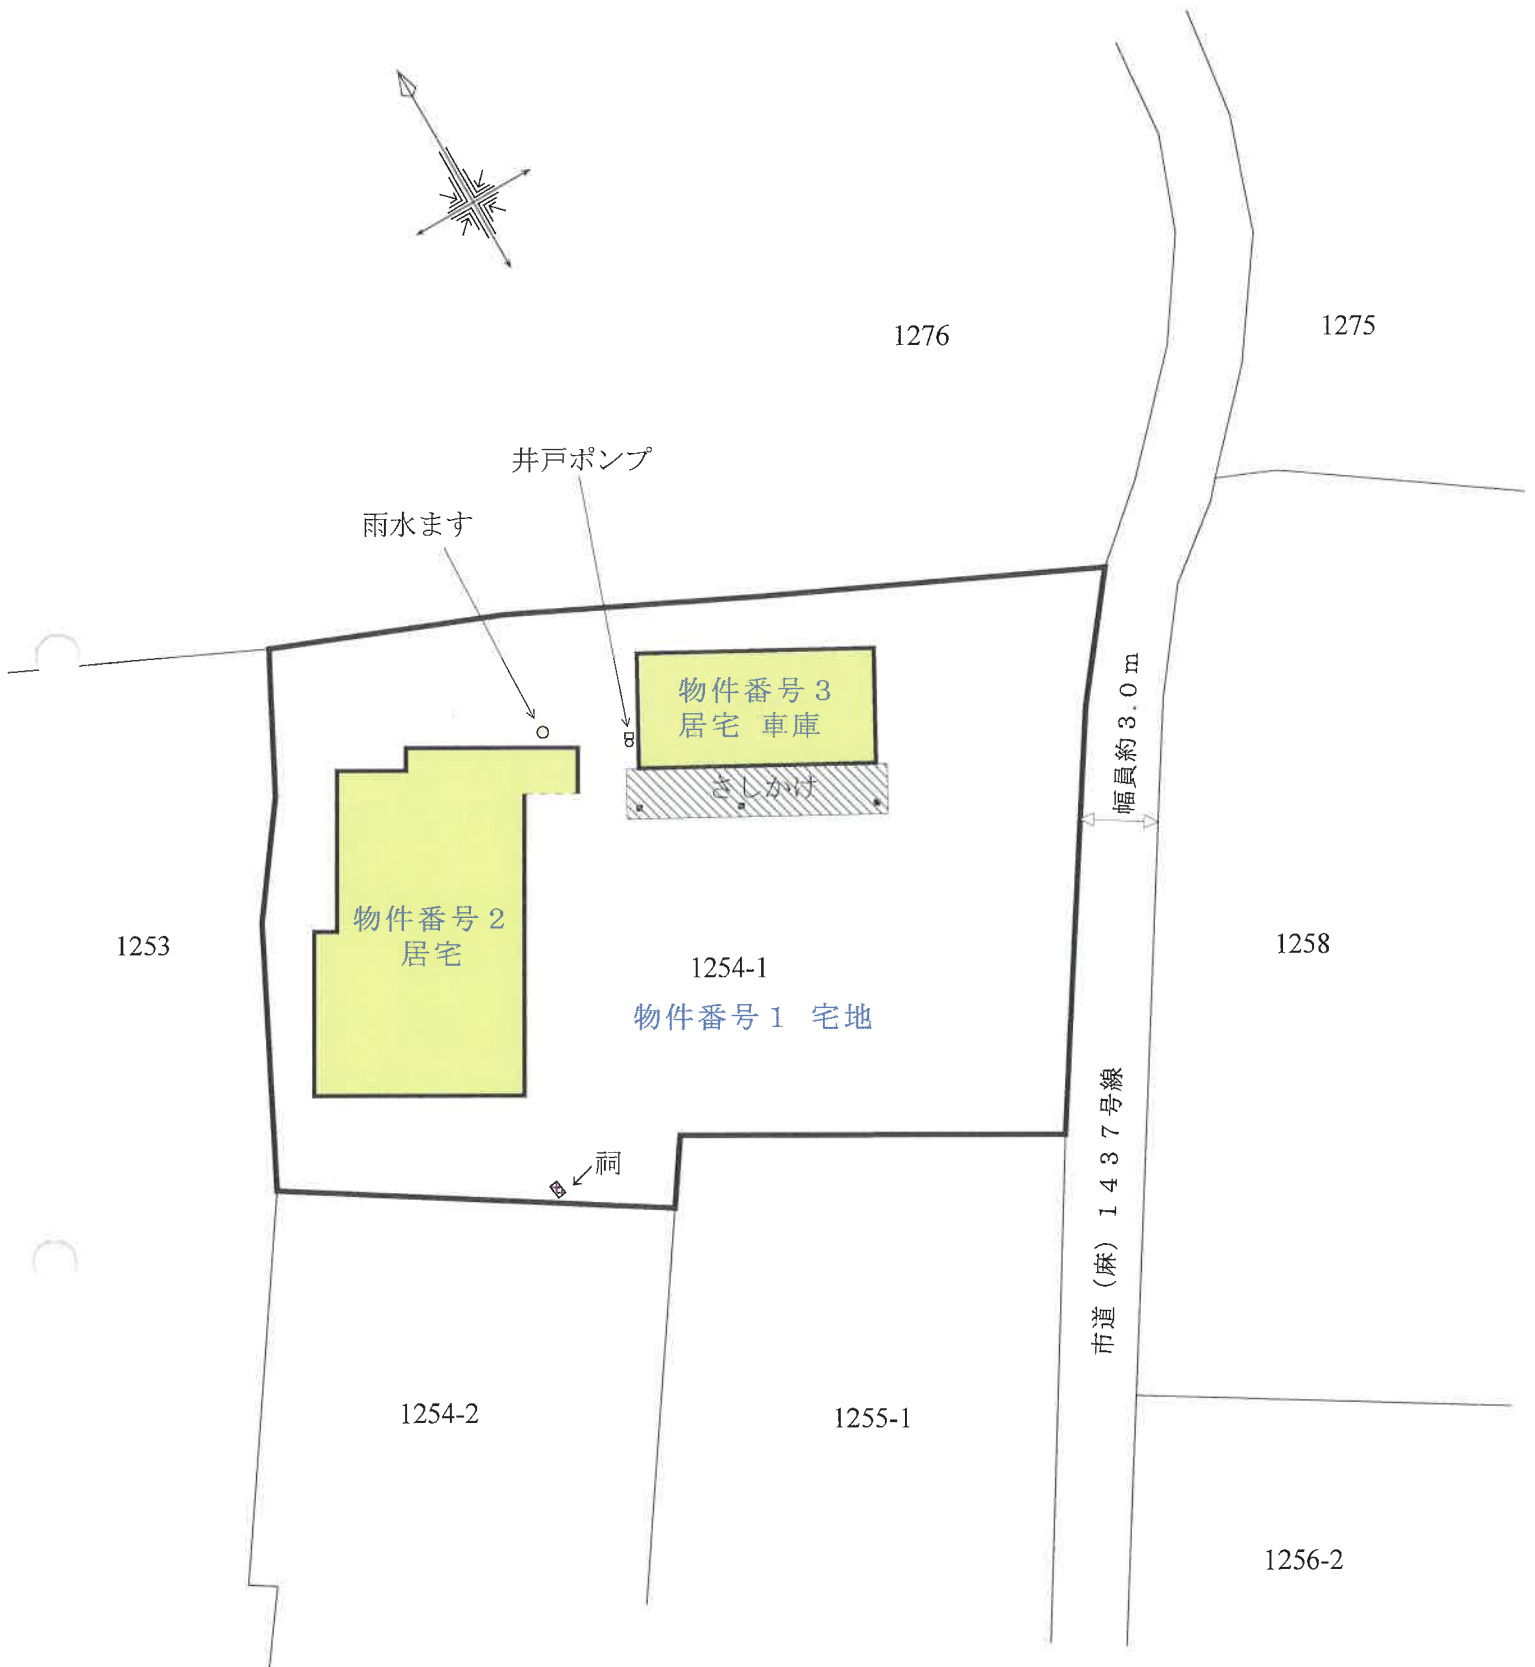 1276
1275
井戸ポンプ
雨水ます
物件番号３
居宅 車庫
さしかけ
幅員約３.０ｍ
物件番号２
居宅
1253
1254-1
物件番号１ 宅地
1258
祠
市道（麻）１４３７号線
1254-2
1255-1
1256-2